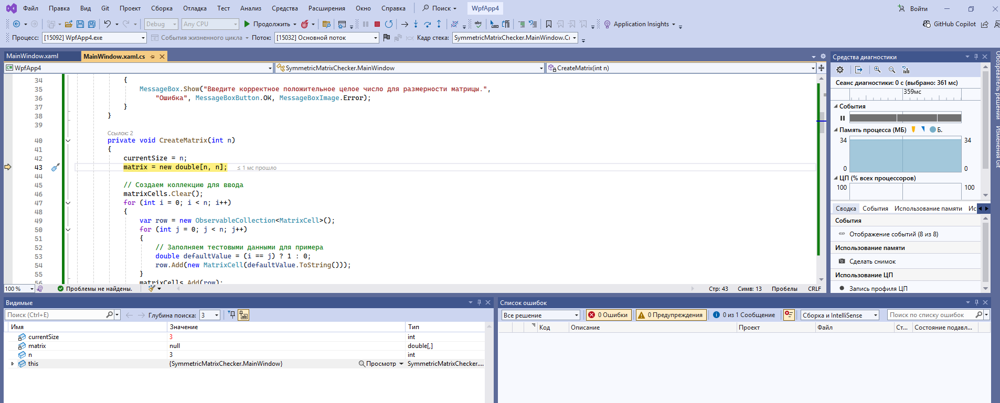 Файл Правка Вид Git Проект Сборка Отладка Тест Анализ Средства Расширения Окно Справка Поиск WpfApp4 Войти
Debug Any CPU Продолжить Application Insights GitHub Copilot
Процесс: [15092] WpfApp4.exe События жизненного цикла Поток: [15032] Основной поток Кадр стека: SymmetricMatrixChecker.MainWindow.Cr
MainWindow.xaml MainWindow.xaml.cs
C# WpfApp4 SymmetricMatrixChecker.MainWindow CreateMatrix(int n)
34 {
35 MessageBox.Show("Введите корректное положительное целое число для размерности матрицы.",
36 "Ошибка", MessageBoxButton.OK, MessageBoxImage.Error);
37 }
38 }
39
Ссылок: 2
40 private void CreateMatrix(int n)
41 {
42 currentSize = n;
43 matrix = new double[n, n]; ≤ 1 мс прошло
44
45 // Создаем коллекцию для ввода
46 matrixCells.Clear();
47 for (int i = 0; i < n; i++)
48 {
49 var row = new ObservableCollection<MatrixCell>();
50 for (int j = 0; j < n; j++)
51 {
52 // Заполняем тестовыми данными для примера
53 double defaultValue = (i == j) ? 1 : 0;
54 row.Add(new MatrixCell(defaultValue.ToString()));
55 }
56 matrixCells.Add(row);
100 % Проблемы не найдены. Стр: 43 Симв: 13 Пробелы CRLF
Средства диагностики
Сеанс диагностики: 0 с (выбрано: 361 мс)
359мс
События
Память процесса (МБ) Б.
34 34
0 0
ЦП (% всех процессоров)
100 100
Сводка События Использование памяти Ис
События
Отображение событий (8 из 8)
Использование памяти
Сделать снимок
Использование ЦП
Запись профиля ЦП
Обозреватель решений
Изменения Git
Видимые
Поиск (Ctrl+E) Глубина поиска: 3
Имя Значение Тип
currentSize 3 int
matrix null double[,]
n 3 int
this {SymmetricMatrixChecker.MainWindow} Просмотр SymmetricMatrixChecker....
Список ошибок
Все решение 0 Ошибки 0 Предупреждения 0 из 1 Сообщение Сборка и IntelliSense Поиск по списку ошибок
Код Описание Проект Файл Ст... Состояние подавл...